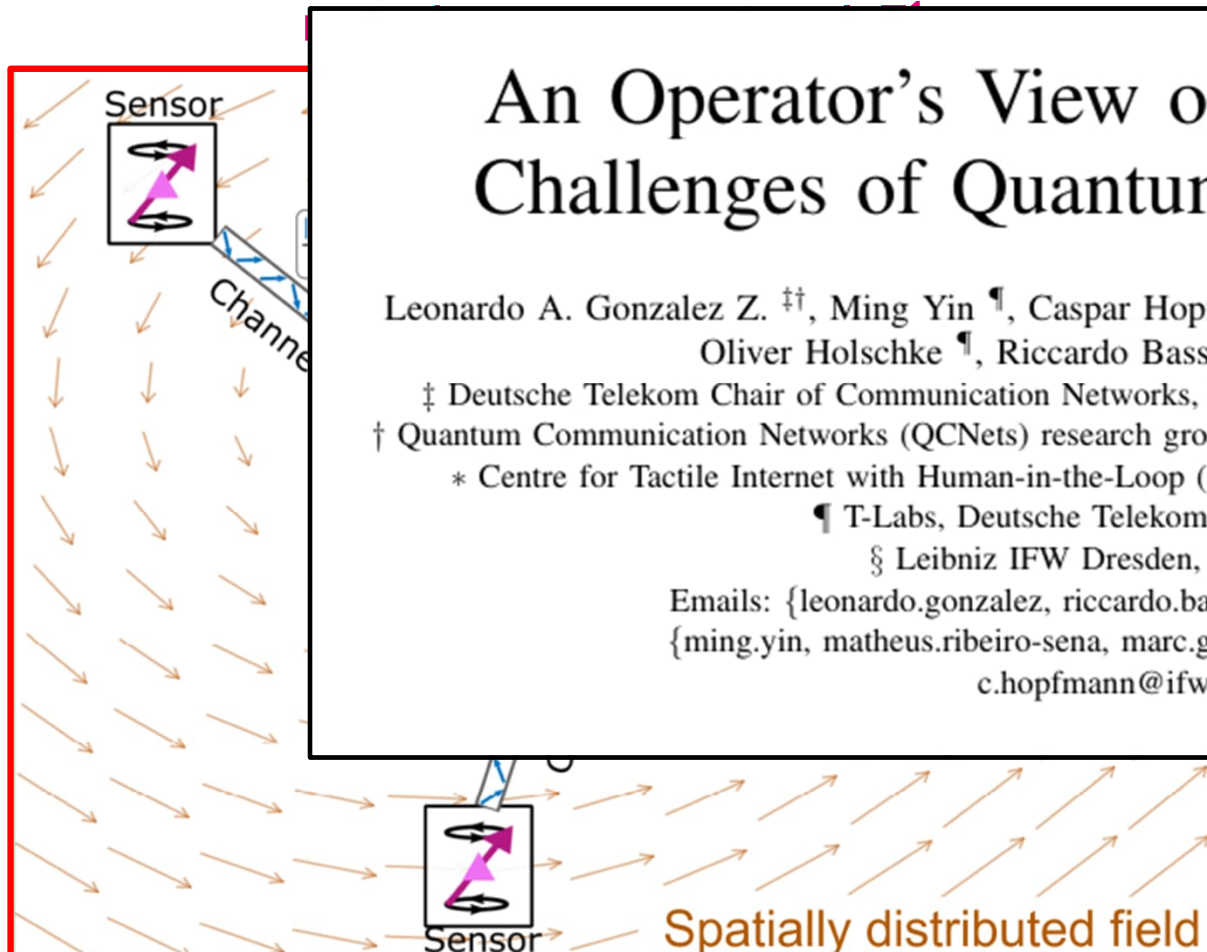 Sensor
Channe
An Operator's View o
Challenges of Quantum
Leonardo A. Gonzalez Z. ‡†, Ming Yin ¶, Caspar Hop
Oliver Holschke ¶, Riccardo Bass
‡ Deutsche Telekom Chair of Communication Networks,
† Quantum Communication Networks (QCNets) research gro
* Centre for Tactile Internet with Human-in-the-Loop (
¶ T-Labs, Deutsche Telekom
§ Leibniz IFW Dresden,
Emails: {leonardo.gonzalez, riccardo.ba
{ming.yin, matheus.ribeiro-sena, marc.g
c.hopfmann@ifw
Sensor
Spatially distributed field